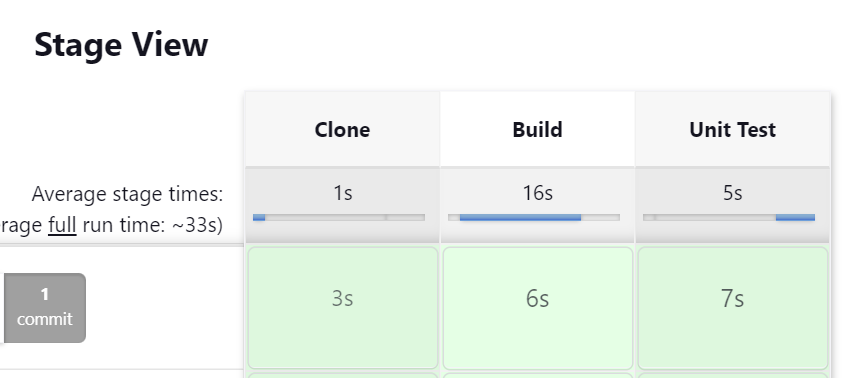 Stage View
Clone Build Unit Test
Average stage times:
1s 16s 5s
full run time: ~33s)
1
commit
3s 6s 7s